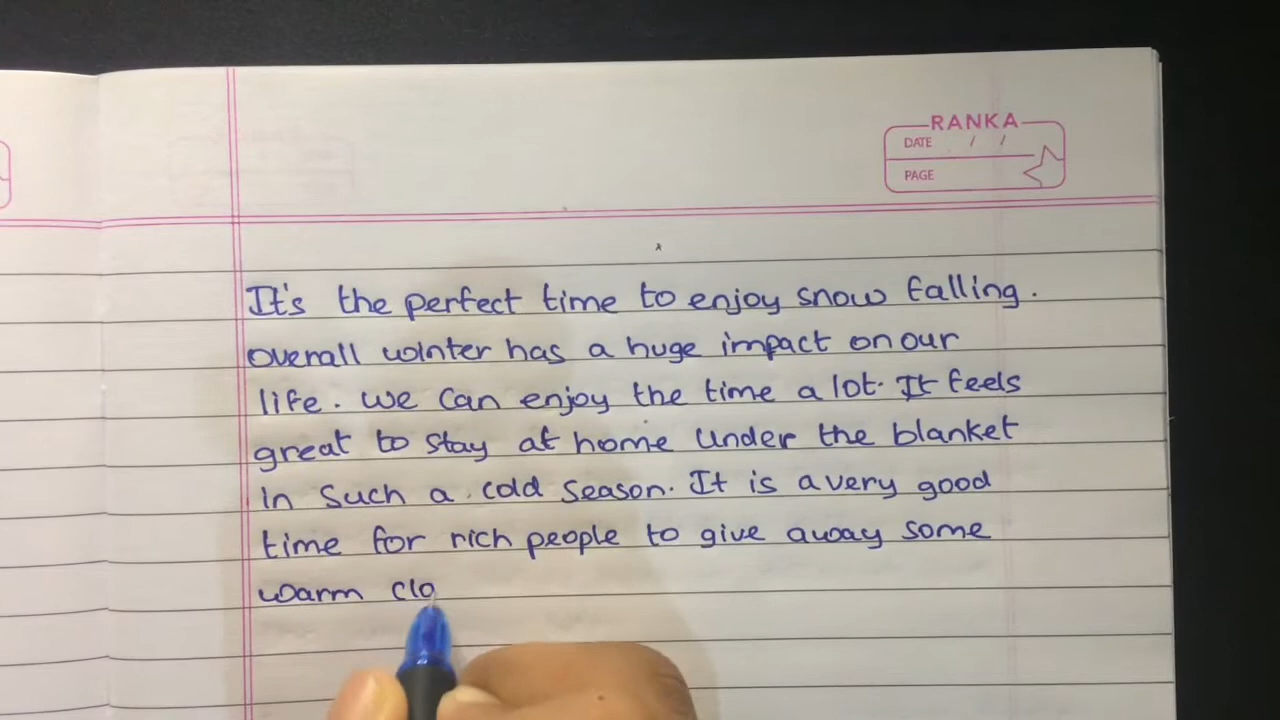 RANKA
DATE / /
PAGE
It's the perfect time to enjoy snow falling.
overall winter has a huge impact on our
life. we can enjoy the time a lot. It feels
great to stay at home under the blanket
in such a cold season. It is a very good
time for rich people to give away some
warm clo